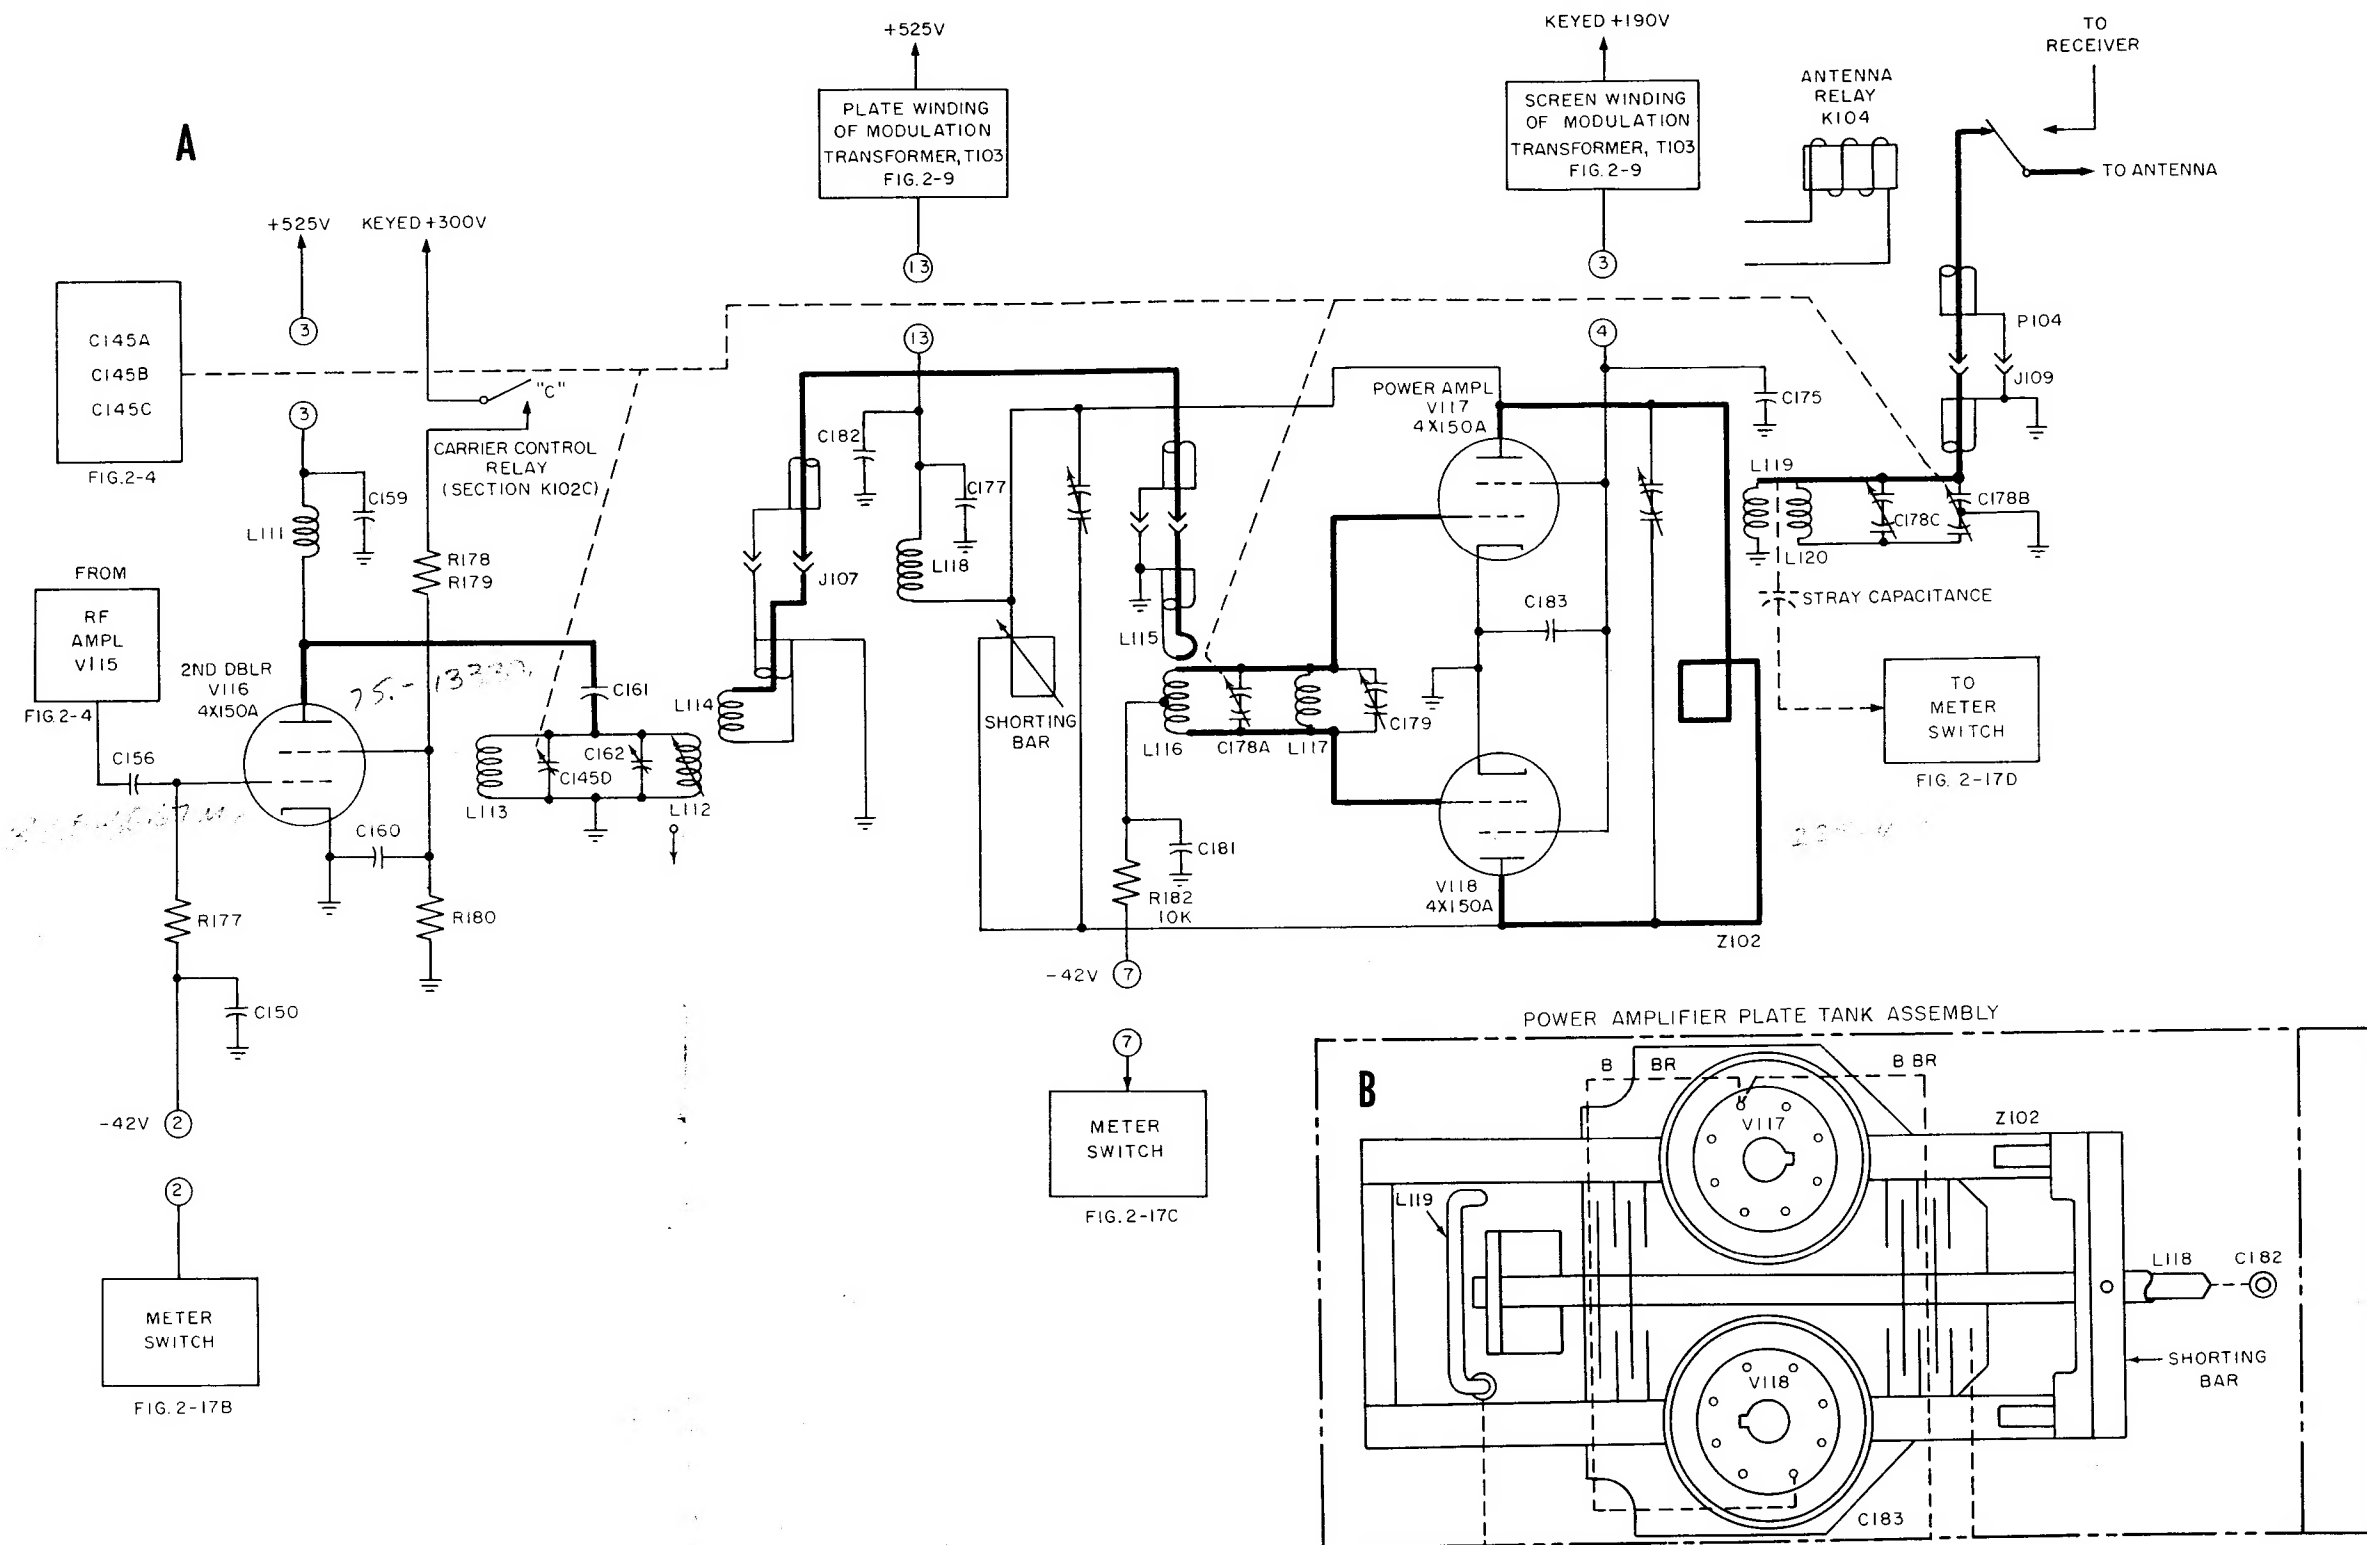 A
+525V
PLATE WINDING
OF MODULATION
TRANSFORMER, T103
FIG. 2-9
13
KEYED +190V
SCREEN WINDING
OF MODULATION
TRANSFORMER, T103
FIG. 2-9
3
ANTENNA
RELAY
K104
TO
RECEIVER
TO ANTENNA
P104
J109
+525V
KEYED +300V
3
C145A
C145B
C145C
FIG. 2-4
3
"C"
CARRIER CONTROL
RELAY
(SECTION K102C)
C159
L111
R178
R179
FROM
RF
AMPL
V115
FIG. 2-4
2ND DBLR
V116
4X150A
75.-133
C161
C156
C160
R177
R180
C150
-42V 2
2
METER
SWITCH
FIG. 2-17B
L113
C145D
C162
L112
L114
J107
13
C182
C177
L118
SHORTING
BAR
L115
L116
C178A
L117
C179
C181
R182
10K
-42V 7
7
METER
SWITCH
FIG. 2-17C
4
POWER AMPL
V117
4X150A
C175
C183
V118
4X150A
Z102
L119
L120
C178C
C178B
STRAY CAPACITANCE
TO
METER
SWITCH
FIG. 2-17D
POWER AMPLIFIER PLATE TANK ASSEMBLY
B
B BR
B BR
V117
Z102
L119
L118
C182
SHORTING
BAR
V118
C183